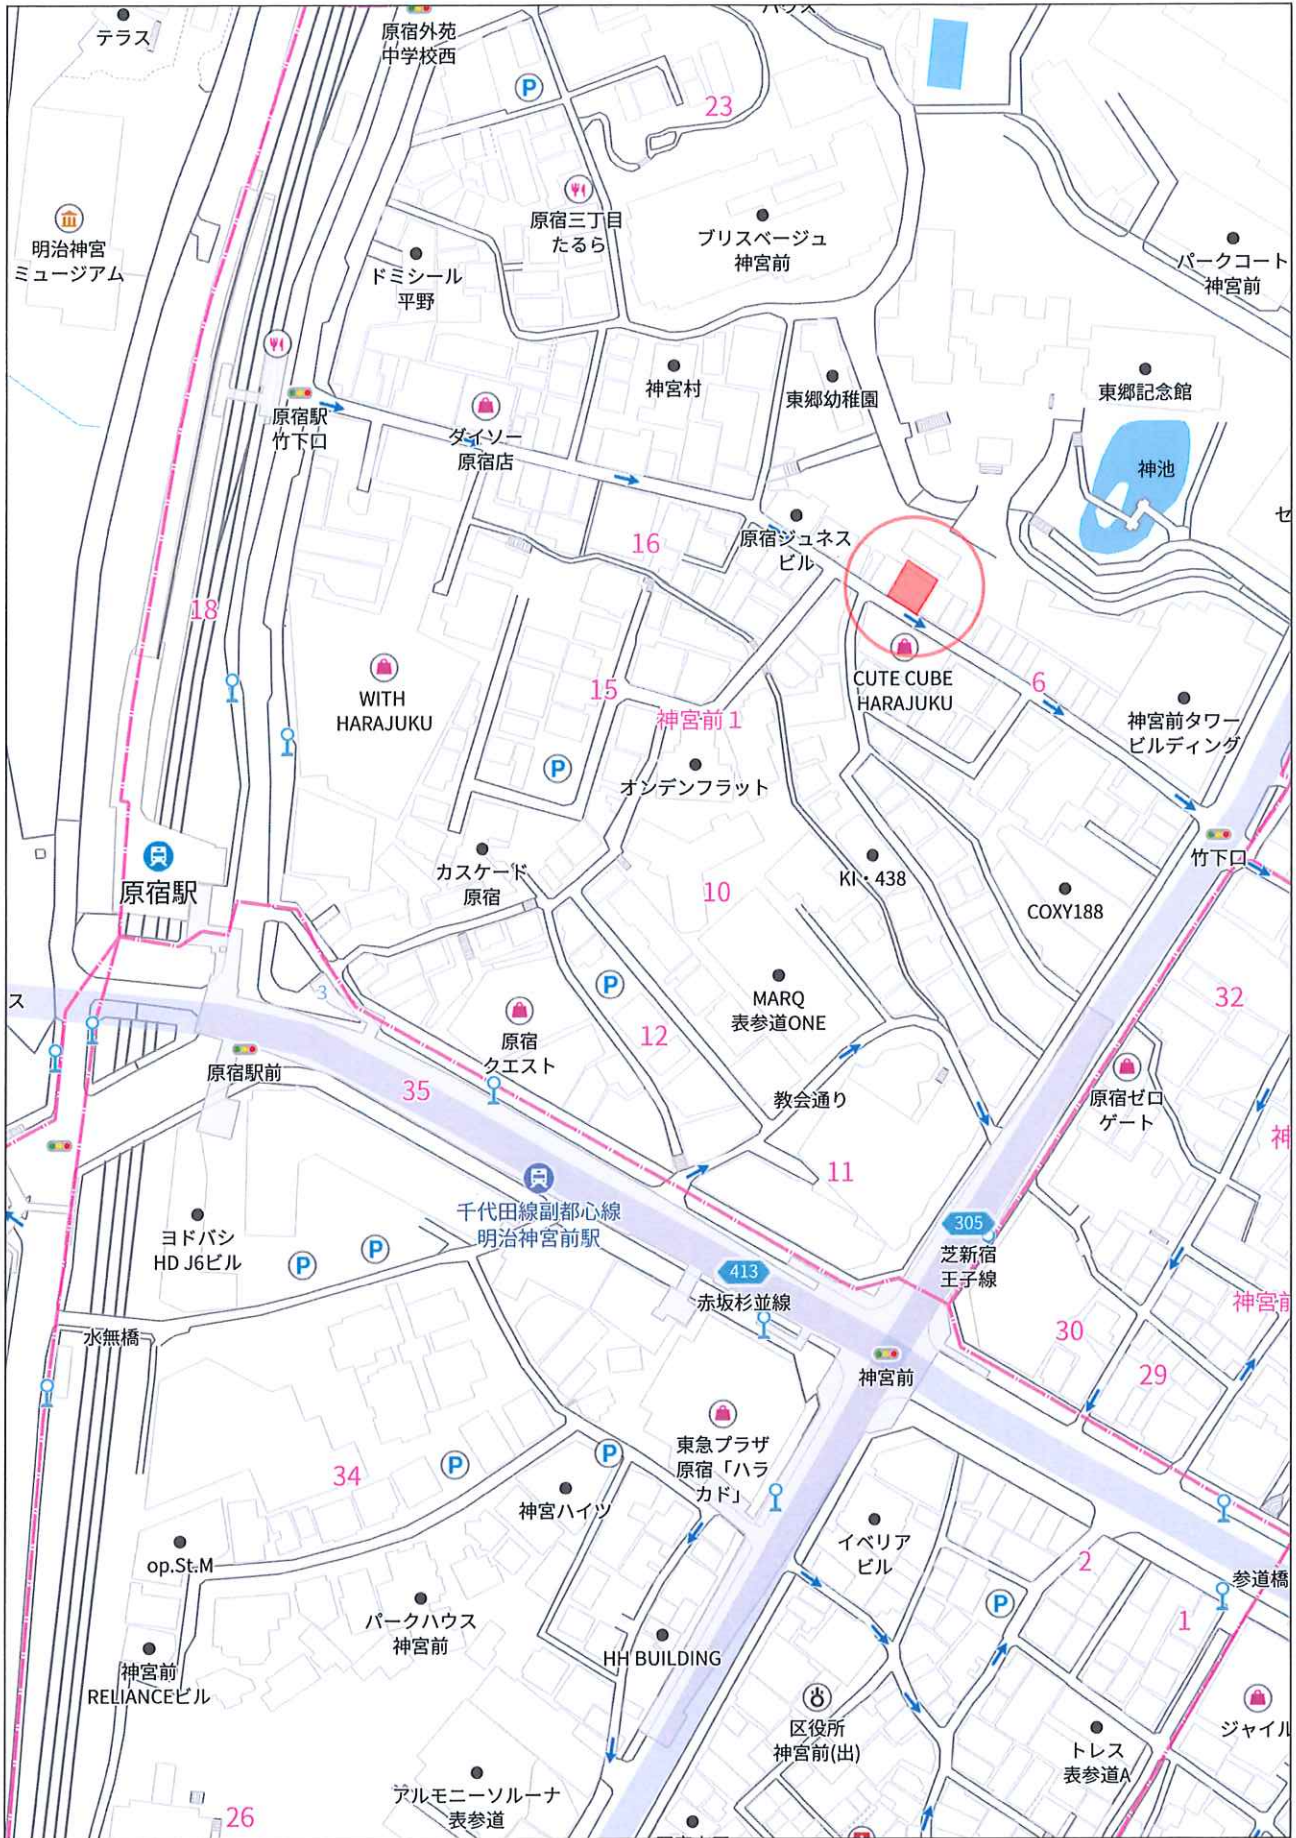 テラス
原宿外苑
中学校西
P
23
明治神宮
ミュージアム
原宿三丁目
たるら
ドミシール
平野
ブリスベージュ
神宮前
パークコート
神宮前
神宮村
東郷幼稚園
東郷記念館
神池
原宿駅
竹下口
ダイソー
原宿店
16
原宿ジュネス
ビル
セ
18
WITH
HARAJUKU
15
神宮前1
CUTE CUBE
HARAJUKU
6
神宮前タワー
ビルディング
P
オンデンフラット
原宿駅
カスケード
原宿
10
KI・438
COXY188
竹下口
ス
3
P
原宿
クエスト
12
MARQ
表参道ONE
32
原宿駅前
35
教会通り
原宿ゼロ
ゲート
神
11
千代田線副都心線
明治神宮前駅
ヨドバシ
HD J6ビル
P
P
305
芝新宿
王子線
413
赤坂杉並線
神宮前
水無橋
神宮前
30
29
東急プラザ
原宿「ハラ
カド」
34
P
P
神宮ハイツ
イベリア
ビル
2
参道橋
op.St.M
P
1
パークハウス
神宮前
HH BUILDING
神宮前
RELIANCEビル
区役所
神宮前(出)
ジャイル
トレス
表参道A
アルモニーソルーナ
表参道
26